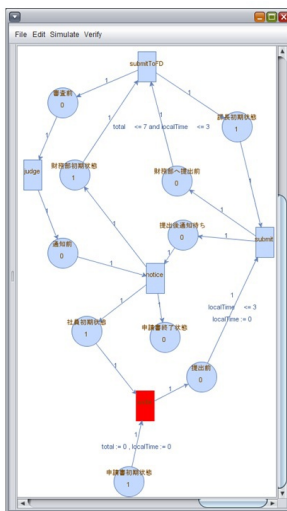 File Edit Simulate Verify
submitToFD
1
1
1
1
審査前
0
total <= 7 and localTime <= 3
課長初期状態
1
1
judge
財務部初期状態
1
財務部へ提出前
0
1
1
1
提出後通知待ち
0
submit
1
通知前
0
1
1
notice
1
1
1
localTime <= 3
localTime := 0
社員初期状態
1
申請書終了状態
0
提出前
0
1
1
1
total := 0 , localTime := 0
申請書初期状態
1